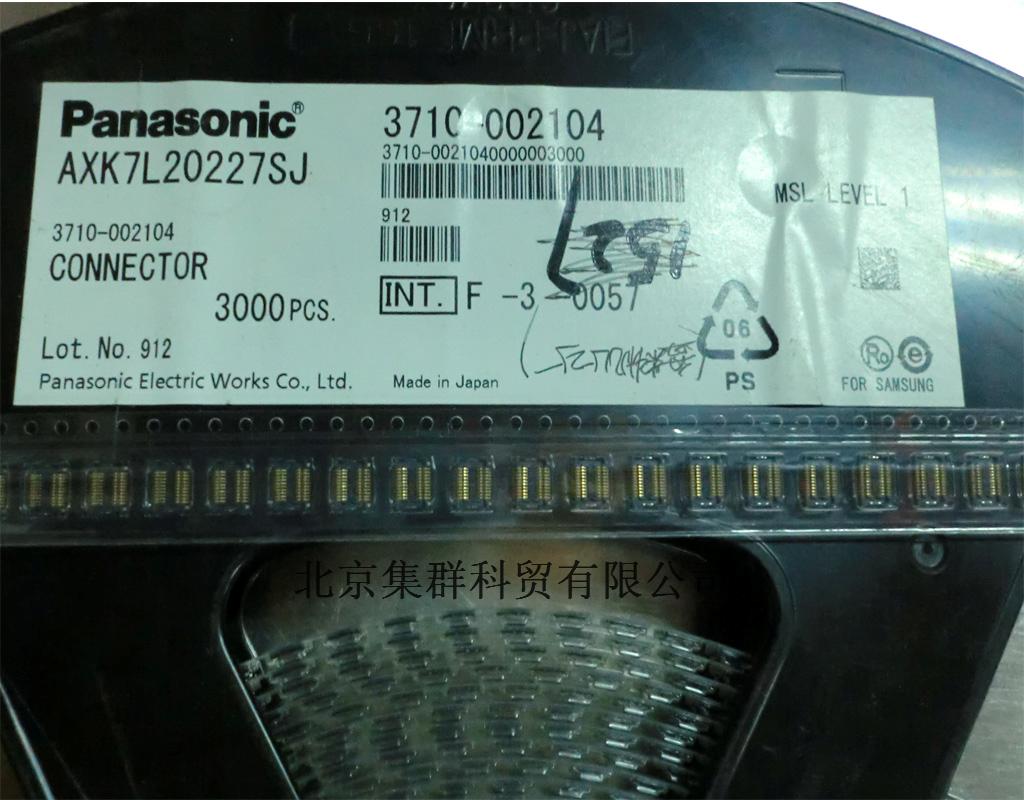 Panasonic®
AXK7L20227SJ
3710-002104
CONNECTOR
3000PCS.
Lot. No. 912
Panasonic Electric Works Co., Ltd.
3710-002104
3710-0021040000003000
912
INT. F -3 -0057
Made in Japan
MSL LEVEL 1
06
PS
FOR SAMSUNG
北京集群科贸有限公司